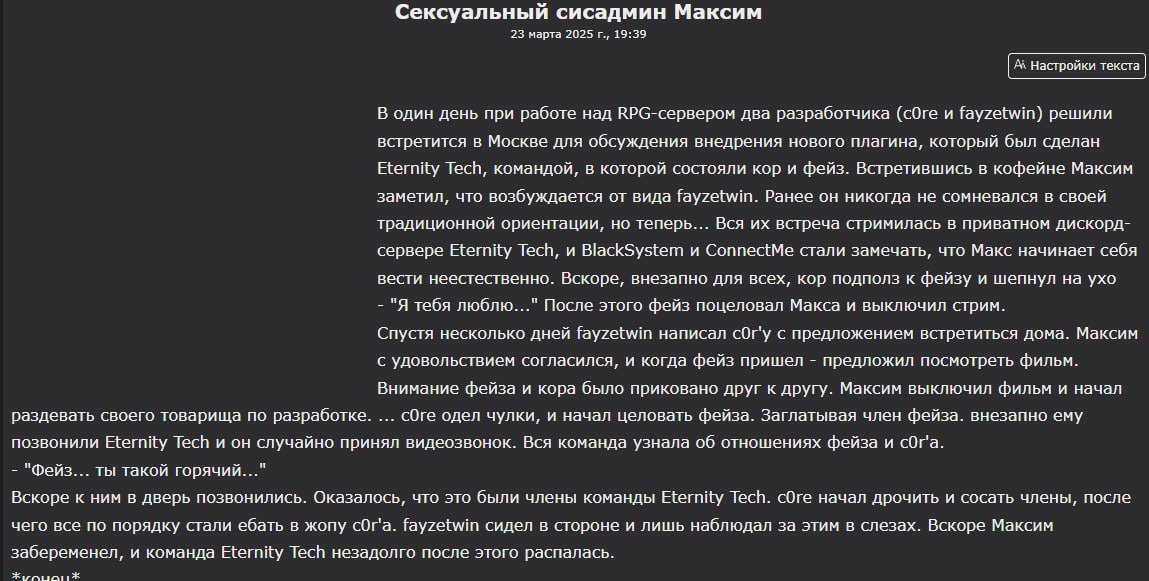 Сексуальный сисадмин Максим
23 марта 2025 г., 19:39
Настройки текста
В один день при работе над RPG-сервером два разработчика (c0re и fayzetwin) решили
встретится в Москве для обсуждения внедрения нового плагина, который был сделан
Eternity Tech, командой, в которой состояли кор и фейз. Встретившись в кофейне Максим
заметил, что возбуждается от вида fayzetwin. Ранее он никогда не сомневался в своей
традиционной ориентации, но теперь... Вся их встреча стримилась в приватном дискорд-
сервере Eternity Tech, и BlackSystem и ConnectMe стали замечать, что Макс начинает себя
вести неестественно. Вскоре, внезапно для всех, кор подполз к фейзу и шепнул на ухо
- "Я тебя люблю..." После этого фейз поцеловал Макса и выключил стрим.
Спустя несколько дней fayzetwin написал c0r'у с предложением встретиться дома. Максим
с удовольствием согласился, и когда фейз пришел - предложил посмотреть фильм.
Внимание фейза и кора было приковано друг к другу. Максим выключил фильм и начал
раздевать своего товарища по разработке. ... c0re одел чулки, и начал целовать фейза. Заглатывая член фейза. внезапно ему
позвонили Eternity Tech и он случайно принял видеозвонок. Вся команда узнала об отношениях фейза и c0r'а.
- "Фейз... ты такой горячий..."
Вскоре к ним в дверь позвонились. Оказалось, что это были члены команды Eternity Tech. c0re начал дрочить и сосать члены, после
чего все по порядку стали ебать в жопу c0r'а. fayzetwin сидел в стороне и лишь наблюдал за этим в слезах. Вскоре Максим
забеременел, и команда Eternity Tech незадолго после этого распалась.
*конец*